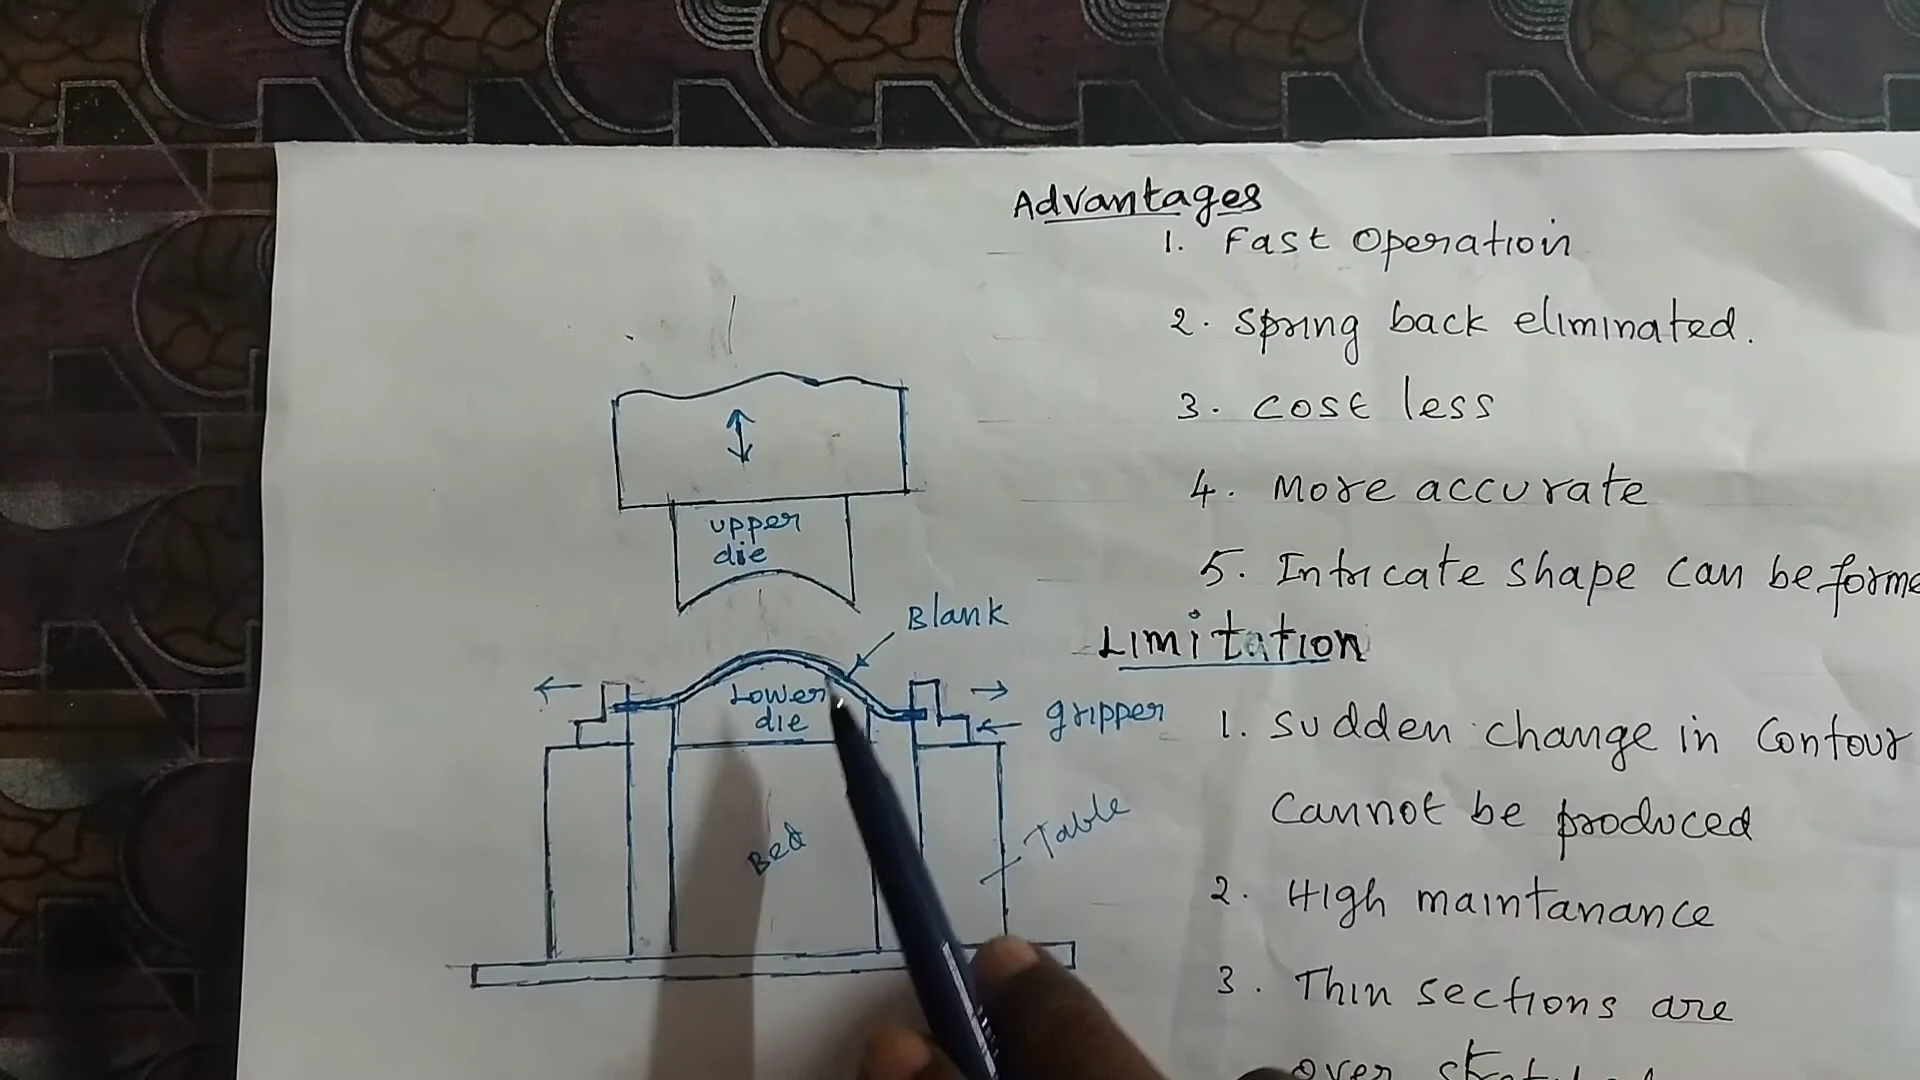 Advantages
1. Fast Operation
2. Spring back eliminated.
3. Cost less
4. More accurate
5. Intricate shape can be forme
Limitation
1. Sudden change in Contour
Cannot be produced
2. High maintanance
3. Thin sections are
over
upper
die
Blank
Lower
die
gripper
Bed
Table